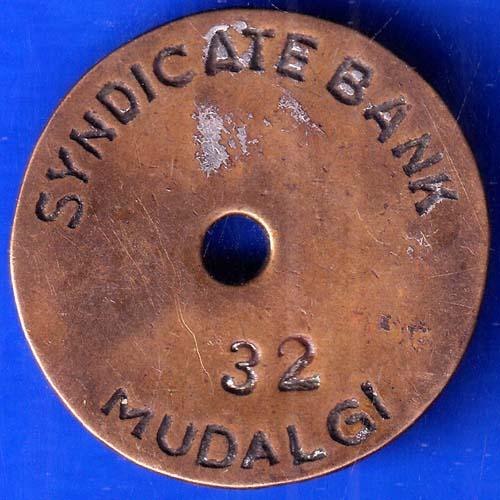 SYNDICATE BANK
32
MUDALGI